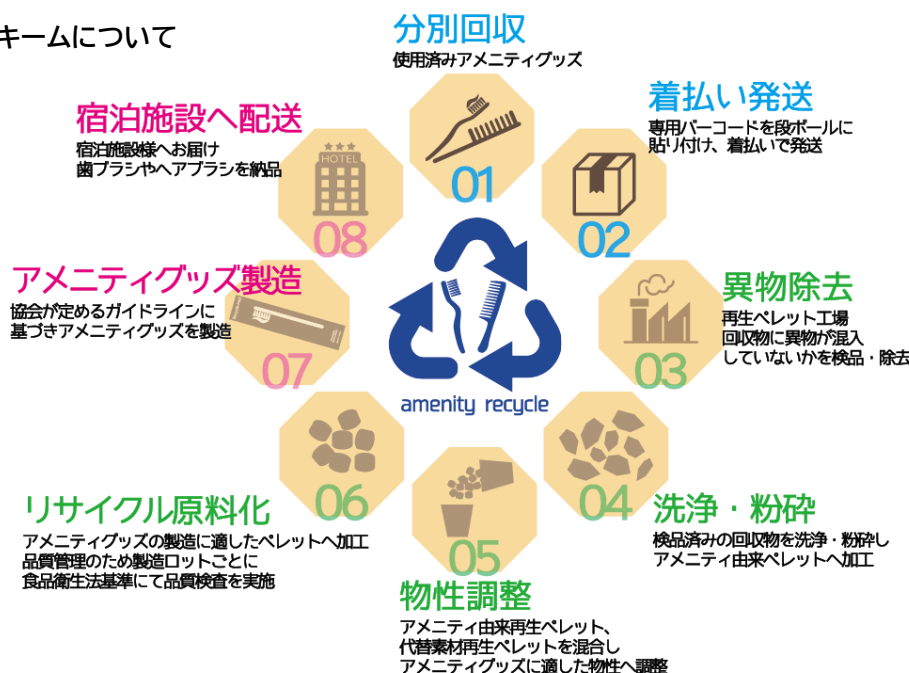 キームについて
分別回収
使用済みアメニティグッズ
01
着払い発送
専用バーコードを段ボールに
貼り付け、着払いで発送
02
異物除去
再生ペレット工場
回収物に異物が混入
していないかを検品・除去
03
洗浄・粉砕
検品済みの回収物を洗浄・粉砕し
アメニティ由来ペレットへ加工
04
物性調整
アメニティ由来再生ペレット、
代替素材再生ペレットを混合し
アメニティグッズに適した物性へ調整
05
リサイクル原料化
アメニティグッズの製造に適したペレットへ加工
品質管理のため製造ロットごとに
食品衛生法基準にて品質検査を実施
06
アメニティグッズ製造
協会が定めるガイドラインに
基づきアメニティグッズを製造
07
宿泊施設へ配送
宿泊施設様へお届け
歯ブラシやヘアブラシを納品
HOTEL
08
amenity recycle